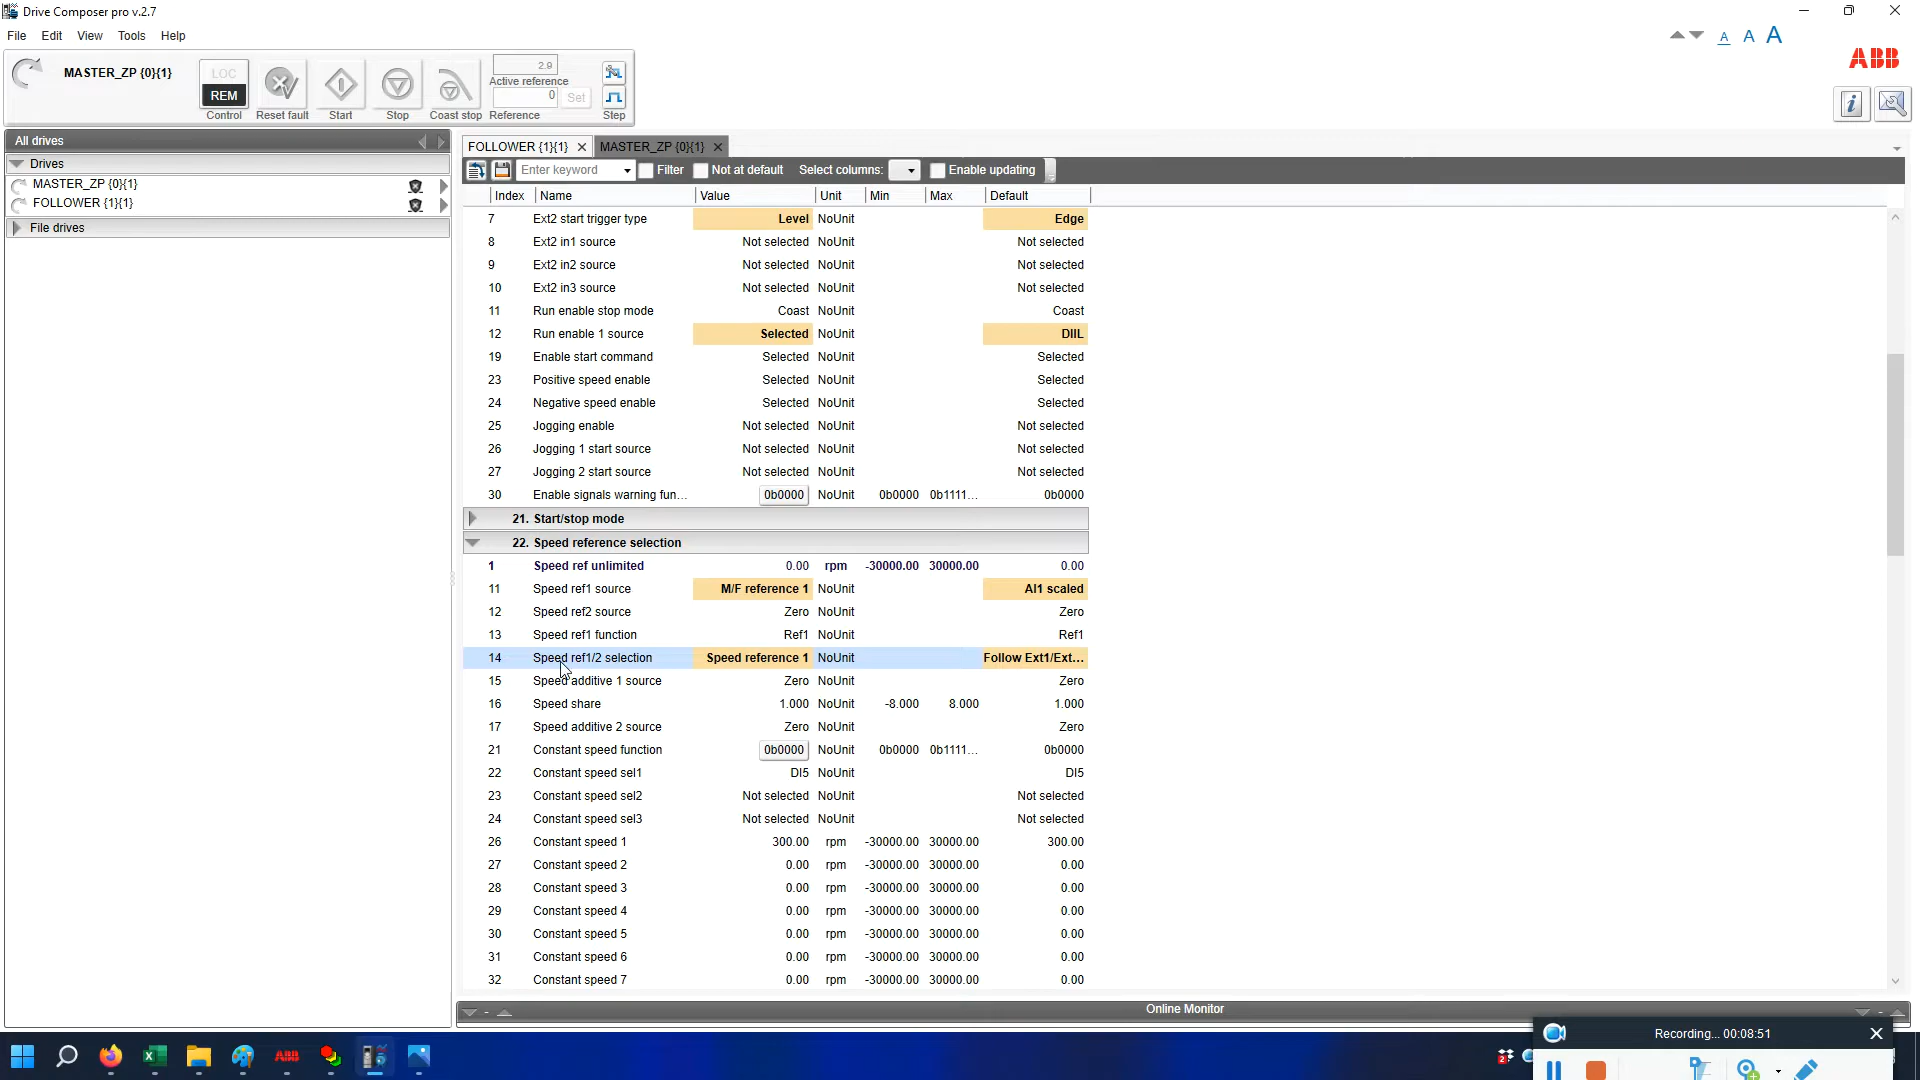 Drive Composer pro v.2.7
File Edit View Tools Help
A A A
ABB
MASTER_ZP {0}{1}
LOC
REM
2.9
Active reference
0 Set
Control Reset fault Start Stop Coast stop Reference Step
All drives
Drives
MASTER_ZP {0}{1}
FOLLOWER {1}{1}
File drives
FOLLOWER {1}{1} MASTER_ZP {0}{1}
Enter keyword Filter Not at default Select columns: Enable updating
Index Name Value Unit Min Max Default
7 Ext2 start trigger type Level NoUnit Edge
8 Ext2 in1 source Not selected NoUnit Not selected
9 Ext2 in2 source Not selected NoUnit Not selected
10 Ext2 in3 source Not selected NoUnit Not selected
11 Run enable stop mode Coast NoUnit Coast
12 Run enable 1 source Selected NoUnit DIIL
19 Enable start command Selected NoUnit Selected
23 Positive speed enable Selected NoUnit Selected
24 Negative speed enable Selected NoUnit Selected
25 Jogging enable Not selected NoUnit Not selected
26 Jogging 1 start source Not selected NoUnit Not selected
27 Jogging 2 start source Not selected NoUnit Not selected
30 Enable signals warning fun... 0b0000 NoUnit 0b0000 0b1111... 0b0000
21. Start/stop mode
22. Speed reference selection
1 Speed ref unlimited 0.00 rpm -30000.00 30000.00 0.00
11 Speed ref1 source M/F reference 1 NoUnit AI1 scaled
12 Speed ref2 source Zero NoUnit Zero
13 Speed ref1 function Ref1 NoUnit Ref1
14 Speed ref1/2 selection Speed reference 1 NoUnit Follow Ext1/Ext...
15 Speed additive 1 source Zero NoUnit Zero
16 Speed share 1.000 NoUnit -8.000 8.000 1.000
17 Speed additive 2 source Zero NoUnit Zero
21 Constant speed function 0b0000 NoUnit 0b0000 0b1111... 0b0000
22 Constant speed sel1 DI5 NoUnit DI5
23 Constant speed sel2 Not selected NoUnit Not selected
24 Constant speed sel3 Not selected NoUnit Not selected
26 Constant speed 1 300.00 rpm -30000.00 30000.00 300.00
27 Constant speed 2 0.00 rpm -30000.00 30000.00 0.00
28 Constant speed 3 0.00 rpm -30000.00 30000.00 0.00
29 Constant speed 4 0.00 rpm -30000.00 30000.00 0.00
30 Constant speed 5 0.00 rpm -30000.00 30000.00 0.00
31 Constant speed 6 0.00 rpm -30000.00 30000.00 0.00
32 Constant speed 7 0.00 rpm -30000.00 30000.00 0.00
Online Monitor
Recording... 00:08:51
ABB
2